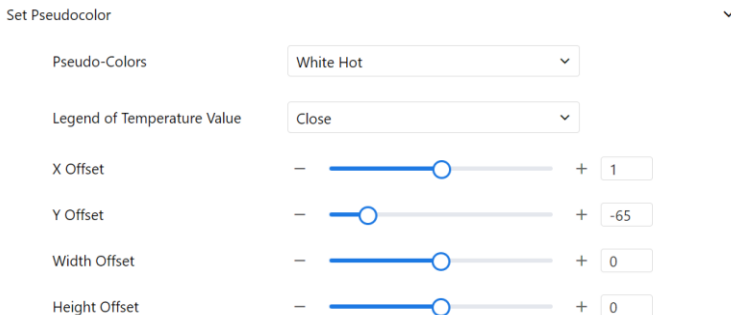 Set Pseudocolor
Pseudo-Colors White Hot
Legend of Temperature Value Close
X Offset − + 1
Y Offset − + -65
Width Offset − + 0
Height Offset − + 0